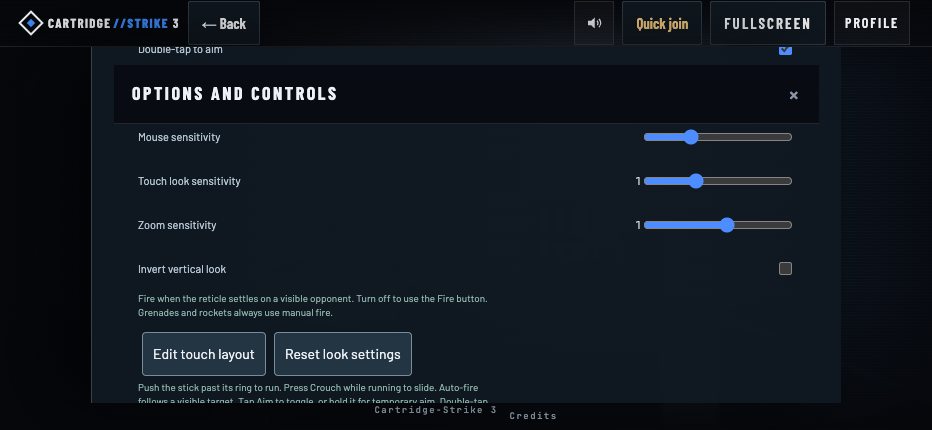 CARTRIDGE//STRIKE 3
← Back
Quick join
FULLSCREEN
PROFILE
Double-tap to aim
OPTIONS AND CONTROLS
×
Mouse sensitivity
Touch look sensitivity
1
Zoom sensitivity
1
Invert vertical look
Fire when the reticle settles on a visible opponent. Turn off to use the Fire button.
Grenades and rockets always use manual fire.
Edit touch layout
Reset look settings
Push the stick past its ring to run. Press Crouch while running to slide. Auto-fire
follows a visible target. Tap Aim to toggle, or hold it for temporary aim. Double-tap
Cartridge-Strike 3
Credits